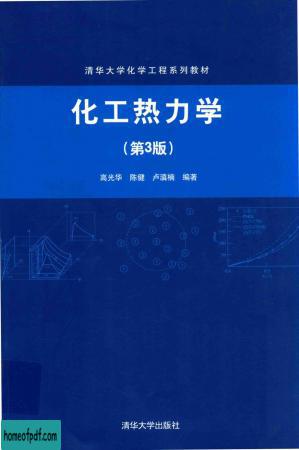 清华大学化学工程系列教材
化工热力学
(第3版)
高光华 陈健 卢滇楠 编著
清华大学出版社
homeofpdf.com